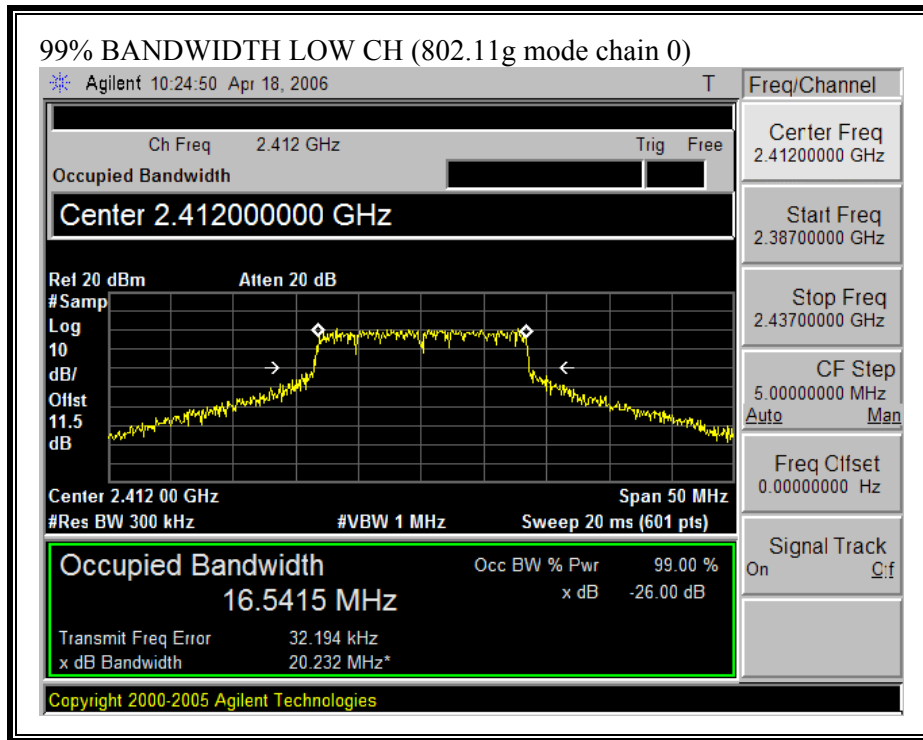 99% BANDWIDTH LOW CH (802.11g mode chain 0)
Agilent 10:24:50 Apr 18, 2006 T
Freq/Channel
Ch Freq 2.412 GHz Trig Free
Occupied Bandwidth
Center 2.412000000 GHz
Center Freq
2.41200000 GHz
Start Freq
2.38700000 GHz
Stop Freq
2.43700000 GHz
CF Step
5.00000000 MHz
Auto Man
Freq Offset
0.00000000 Hz
Signal Track
On Off
Ref 20 dBm Atten 20 dB
#Samp
Log
10
dB/
Offst
11.5
dB
Center 2.412 00 GHz Span 50 MHz
#Res BW 300 kHz #VBW 1 MHz Sweep 20 ms (601 pts)
Occupied Bandwidth Occ BW % Pwr 99.00 %
16.5415 MHz x dB -26.00 dB
Transmit Freq Error 32.194 kHz
x dB Bandwidth 20.232 MHz*
Copyright 2000-2005 Agilent Technologies